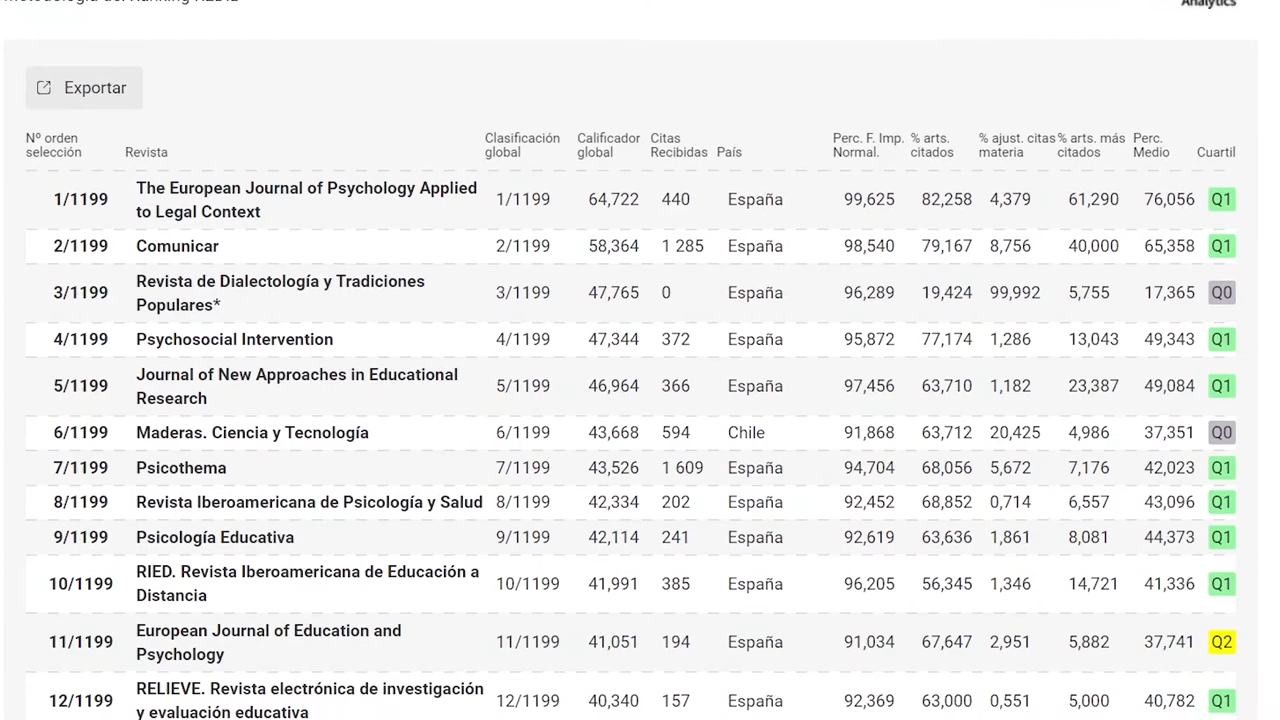 Analytics
Exportar
Nº orden selección Revista Clasificación global Calificador global Citas Recibidas País Perc. F. Imp. Normal. % arts. citados % ajust. citas materia % arts. más citados Perc. Medio Cuartil
1/1199 The European Journal of Psychology Applied to Legal Context 1/1199 64,722 440 España 99,625 82,258 4,379 61,290 76,056 Q1
2/1199 Comunicar 2/1199 58,364 1 285 España 98,540 79,167 8,756 40,000 65,358 Q1
3/1199 Revista de Dialectología y Tradiciones Populares* 3/1199 47,765 0 España 96,289 19,424 99,992 5,755 17,365 Q0
4/1199 Psychosocial Intervention 4/1199 47,344 372 España 95,872 77,174 1,286 13,043 49,343 Q1
5/1199 Journal of New Approaches in Educational Research 5/1199 46,964 366 España 97,456 63,710 1,182 23,387 49,084 Q1
6/1199 Maderas. Ciencia y Tecnología 6/1199 43,668 594 Chile 91,868 63,712 20,425 4,986 37,351 Q0
7/1199 Psicothema 7/1199 43,526 1 609 España 94,704 68,056 5,672 7,176 42,023 Q1
8/1199 Revista Iberoamericana de Psicología y Salud 8/1199 42,334 202 España 92,452 68,852 0,714 6,557 43,096 Q1
9/1199 Psicología Educativa 9/1199 42,114 241 España 92,619 63,636 1,861 8,081 44,373 Q1
10/1199 RIED. Revista Iberoamericana de Educación a Distancia 10/1199 41,991 385 España 96,205 56,345 1,346 14,721 41,336 Q1
11/1199 European Journal of Education and Psychology 11/1199 41,051 194 España 91,034 67,647 2,951 5,882 37,741 Q2
12/1199 RELIEVE. Revista electrónica de investigación y evaluación educativa 12/1199 40,340 157 España 92,369 63,000 0,551 5,000 40,782 Q1